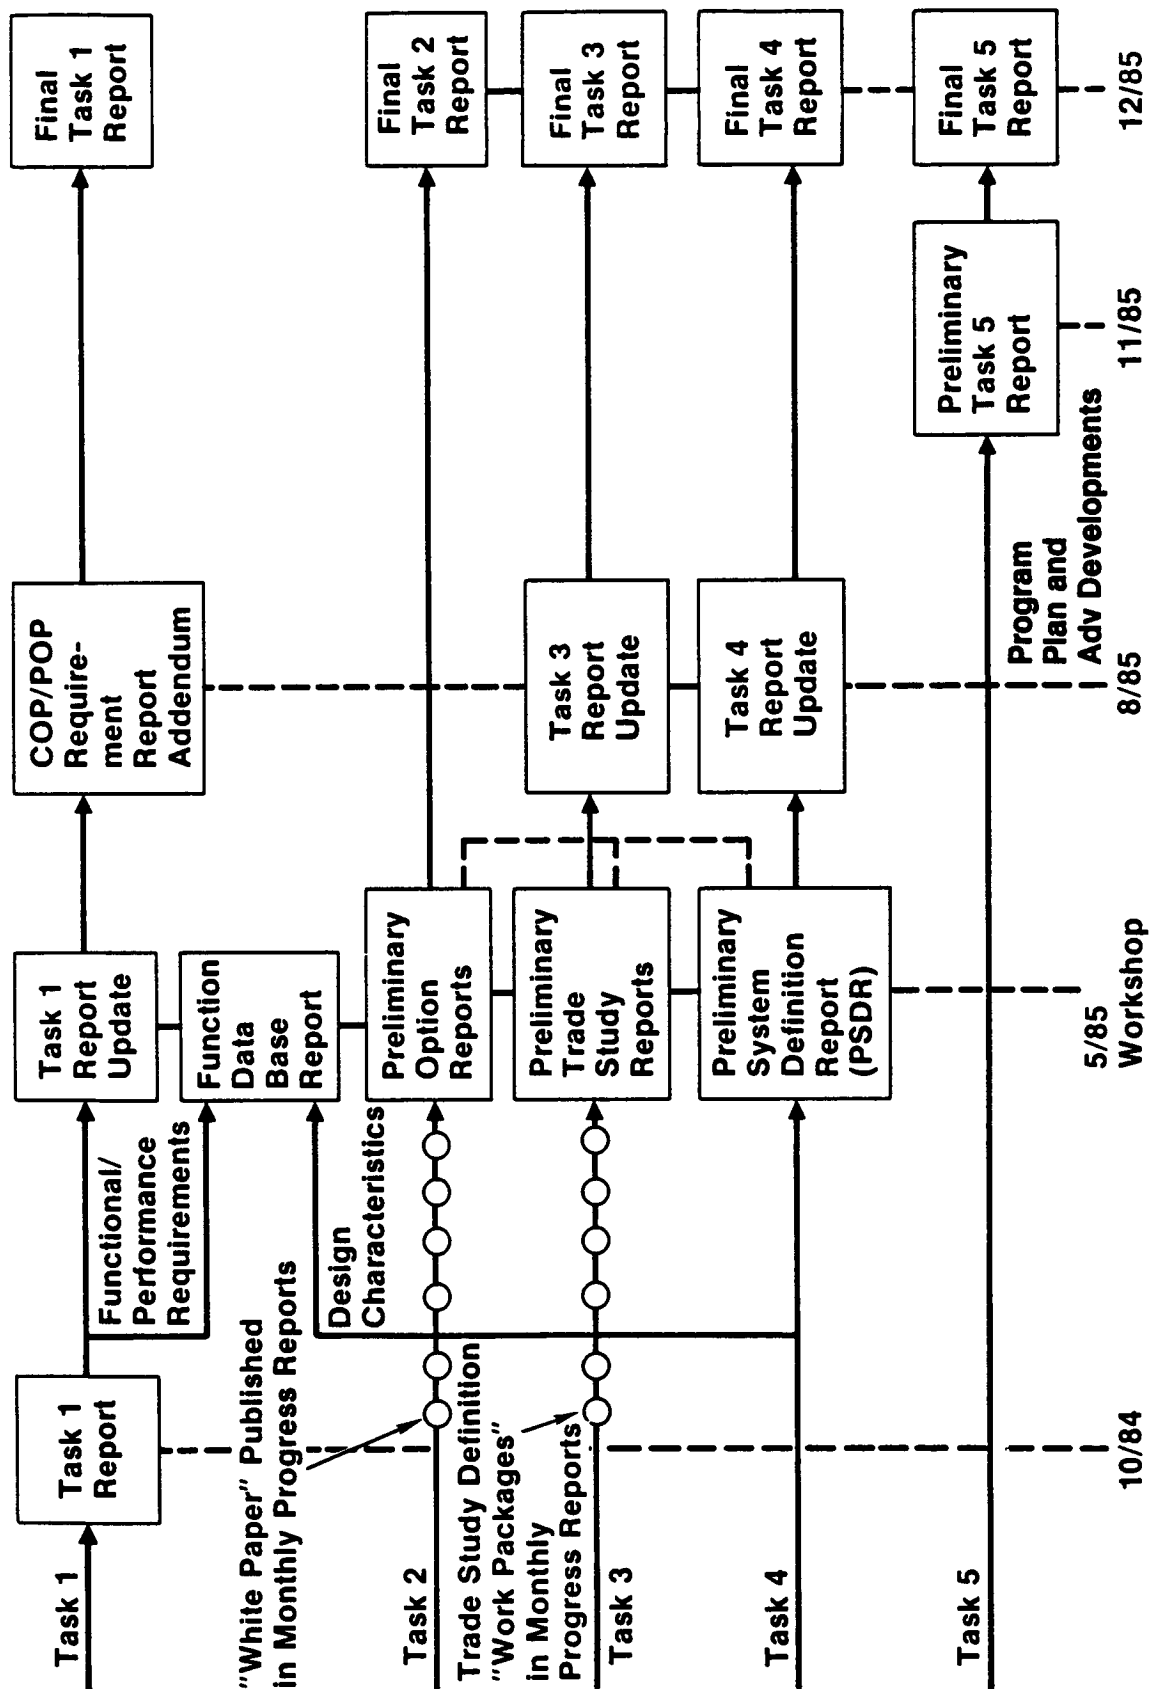 Task 1
Task 1
Report
Functional/
Performance
Requirements
Task 1
Report
Update
COP/POP
Require-
ment
Report
Addendum
Final
Task 1
Report
Function
Data
Base
Report
"White Paper" Published
in Monthly Progress Reports
Design
Characteristics
Task 2
Preliminary
Option
Reports
Final
Task 2
Report
Trade Study Definition
"Work Packages"
in Monthly
Progress Reports
Task 3
Preliminary
Trade
Study
Reports
Task 3
Report
Update
Final
Task 3
Report
Task 4
Preliminary
System
Definition
Report
(PSDR)
Task 4
Report
Update
Final
Task 4
Report
Task 5
Preliminary
Task 5
Report
Final
Task 5
Report
Program
Plan and
Adv Developments
10/84
5/85
Workshop
8/85
11/85
12/85